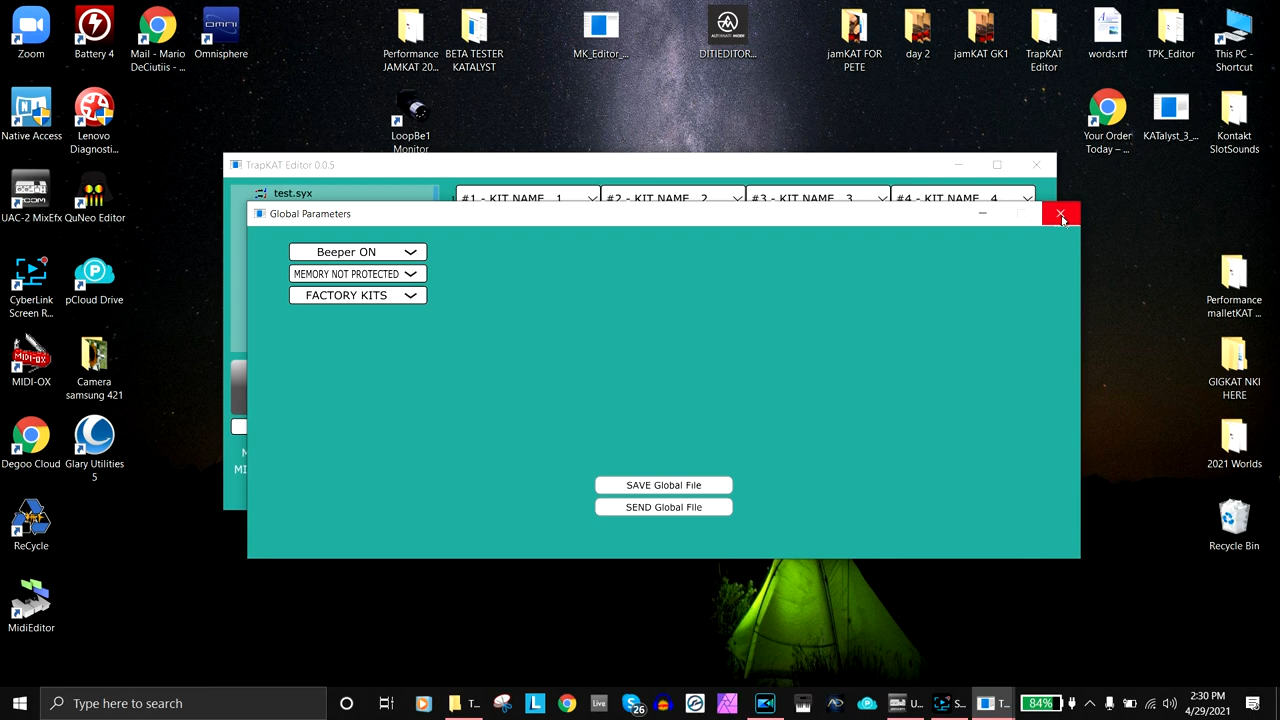 Zoom
Battery 4
Mail - Mario
DeCiutiis - ...
OMNI
Omnisphere
Performance
JAMKAT 20...
BETA TESTER
KATALYST
MK_Editor_...
ALTERNATE MODE
DITIEDITOR...
jamKAT FOR
PETE
day 2
jamKAT GK1
TrapKAT
Editor
words.rtf
TPK_Editor
This PC -
Shortcut
Native Access
Lenovo
Diagnosti...
LoopBe1
Monitor
Your Order
Today – ...
KATalyst_3_...
Kontakt
SlotSounds
TrapKAT Editor 0.0.5
test.syx
#1 - KIT NAME 1
#2 - KIT NAME 2
#3 - KIT NAME 3
#4 - KIT NAME 4
UAC-2 MixEfx
QuNeo Editor
Global Parameters
Beeper ON
MEMORY NOT PROTECTED
FACTORY KITS
CyberLink
Screen R...
pCloud Drive
Performance
malletKAT ...
MIDI-OX
Camera
samsung 421
GIGKAT NKI
HERE
M
MI
Degoo Cloud
Glary Utilities
5
2021 Worlds
SAVE Global File
SEND Global File
ReCycle
Recycle Bin
MidiEditor
Type here to search
T...
L
Live
26
U...
S...
T...
84%
2:30 PM
4/29/2021